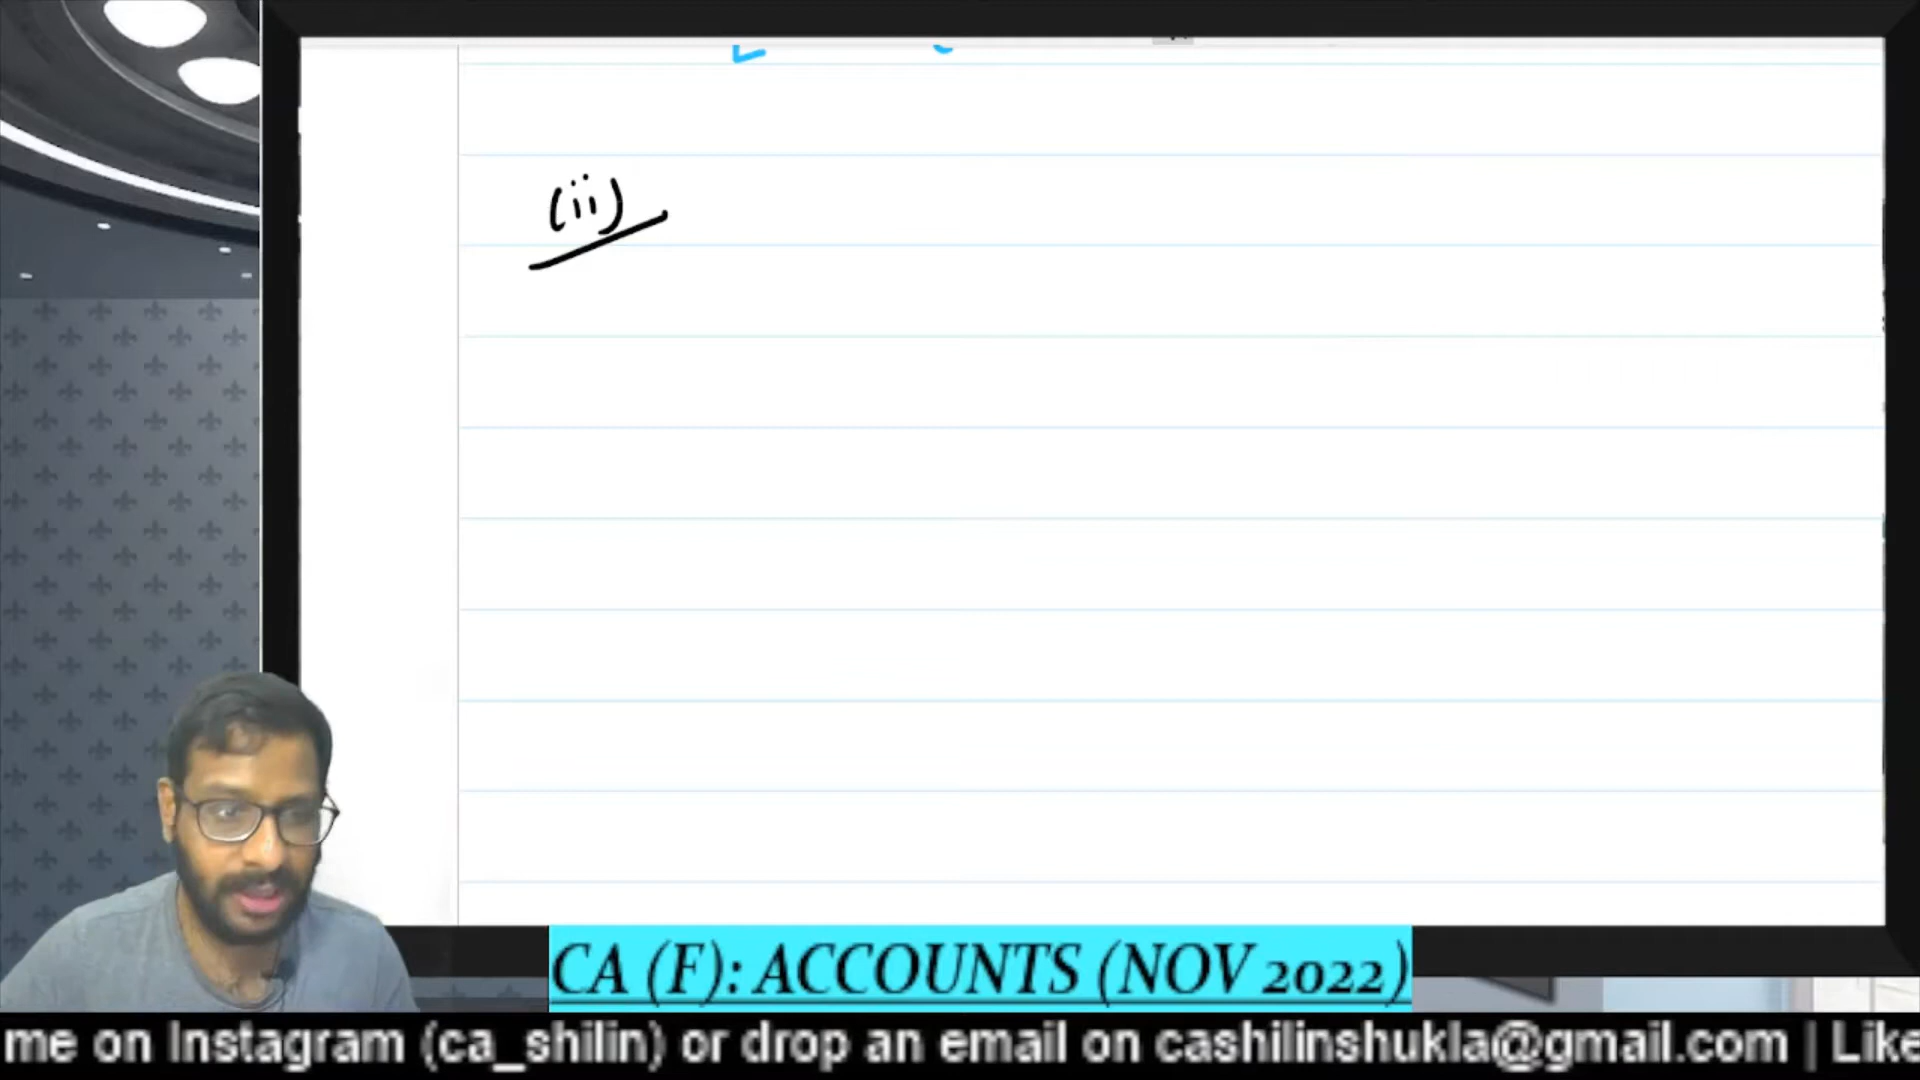 (ii)
CA (F): ACCOUNTS (NOV 2022)
me on Instagram (ca_shilin) or drop an email on cashilinshukla@gmail.com | Like